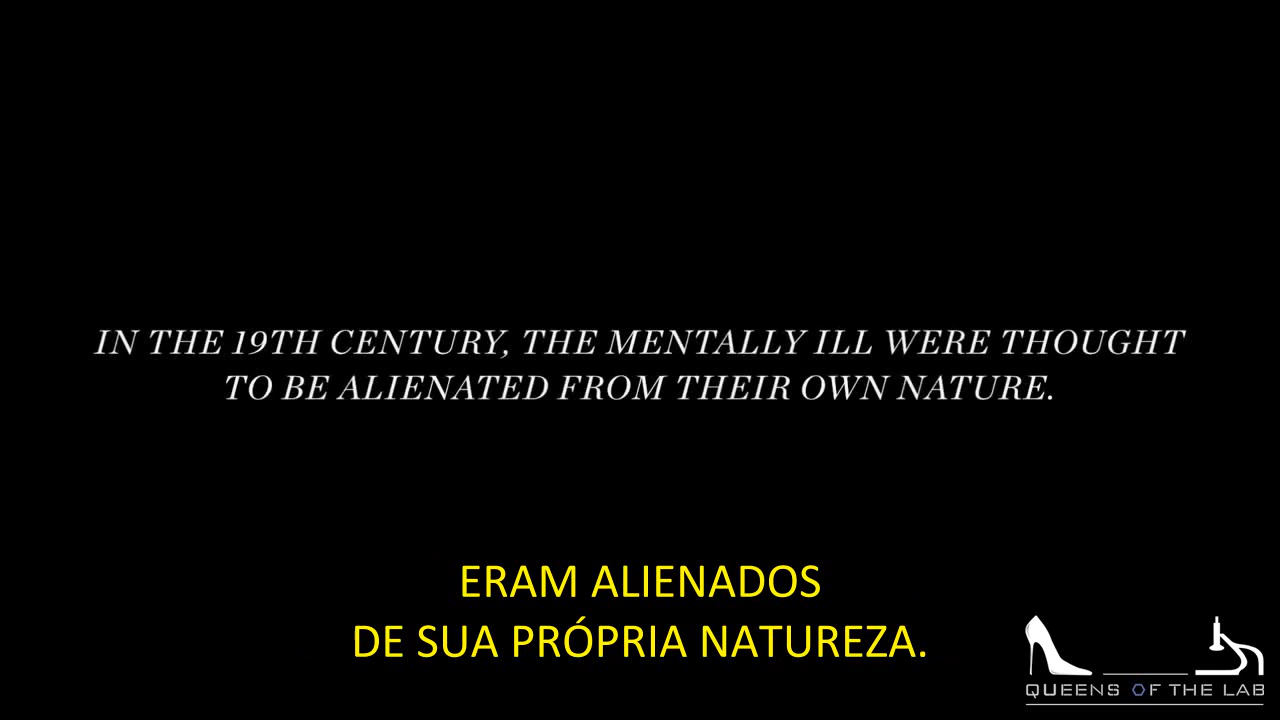 IN THE 19TH CENTURY, THE MENTALLY ILL WERE THOUGHT
TO BE ALIENATED FROM THEIR OWN NATURE.
ERAM ALIENADOS
DE SUA PRÓPRIA NATUREZA.
QUEENS OF THE LAB